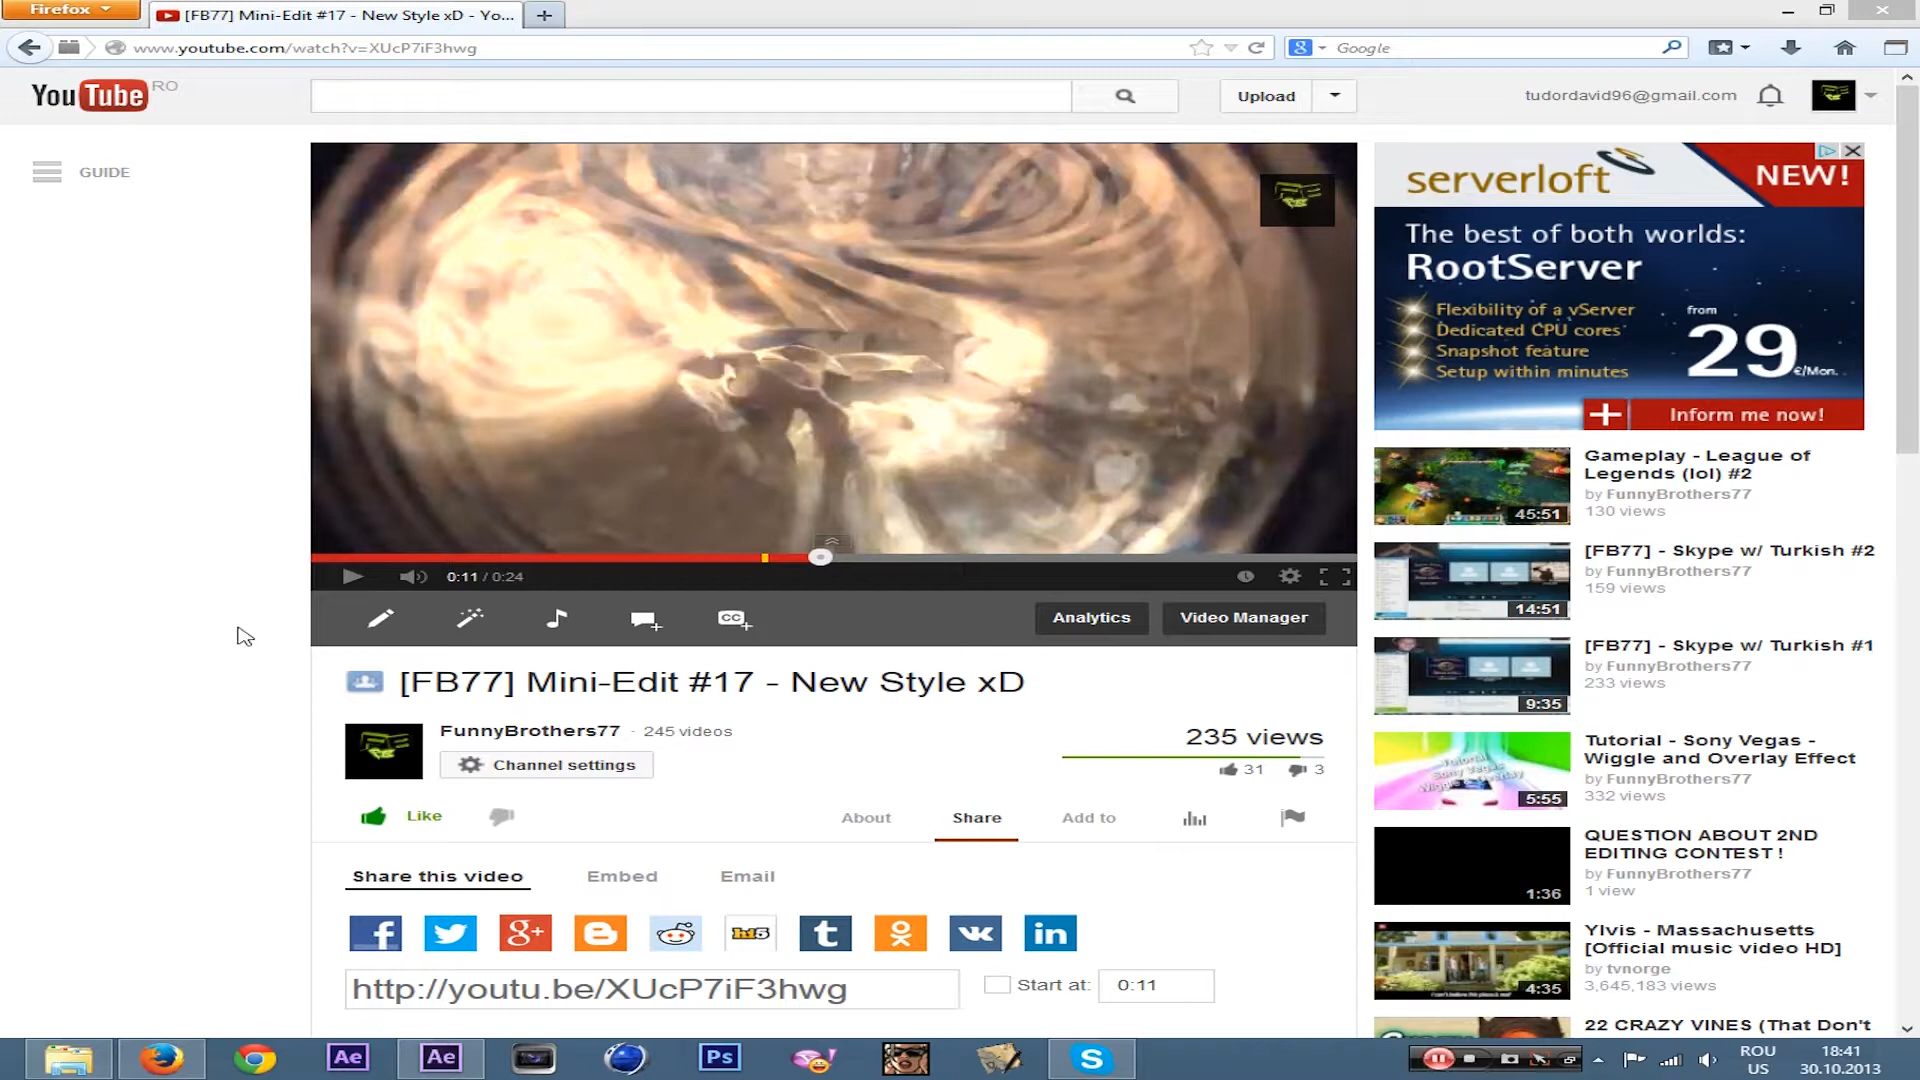 Firefox
[FB77] Mini-Edit #17 - New Style xD - Yo...
www.youtube.com/watch?v=XUcP7iF3hwg
Google
YouTube RO
Upload
tudordavid96@gmail.com
GUIDE
serverloft
NEW!
The best of both worlds:
RootServer
Flexibility of a vServer
Dedicated CPU cores
Snapshot feature
Setup within minutes
from
29
€/Mon.
Inform me now!
0:11 / 0:24
CC
Analytics
Video Manager
[FB77] Mini-Edit #17 - New Style xD
FunnyBrothers77 · 245 videos
Channel settings
235 views
31 3
Like
About
Share
Add to
Share this video
Embed
Email
http://youtu.be/XUcP7iF3hwg
Start at: 0:11
Gameplay - League of
Legends (lol) #2
by FunnyBrothers77
130 views
45:51
[FB77] - Skype w/ Turkish #2
by FunnyBrothers77
159 views
14:51
[FB77] - Skype w/ Turkish #1
by FunnyBrothers77
233 views
9:35
Tutorial - Sony Vegas -
Wiggle and Overlay Effect
by FunnyBrothers77
332 views
5:55
QUESTION ABOUT 2ND
EDITING CONTEST !
by FunnyBrothers77
1 view
1:36
Ylvis - Massachusetts
[Official music video HD]
by tvnorge
3,645,183 views
4:35
22 CRAZY VINES (That Don't
Ae
Ae
Ps
ROU
US
18:41
30.10.2013